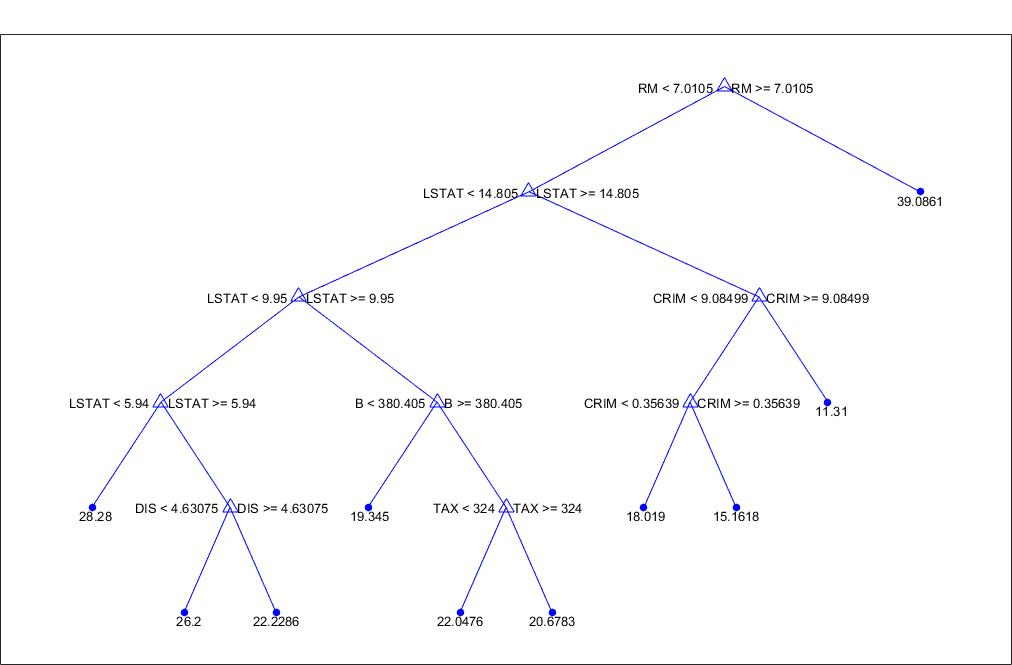 RM < 7.0105 RM >= 7.0105
LSTAT < 14.805 LSTAT >= 14.805
39.0861
LSTAT < 9.95 LSTAT >= 9.95
CRIM < 9.08499 CRIM >= 9.08499
LSTAT < 5.94 LSTAT >= 5.94
B < 380.405 B >= 380.405
CRIM < 0.35639 CRIM >= 0.35639
11.31
28.28
DIS < 4.63075 DIS >= 4.63075
19.345
TAX < 324 TAX >= 324
18.019
15.1618
26.2
22.2286
22.0476
20.6783